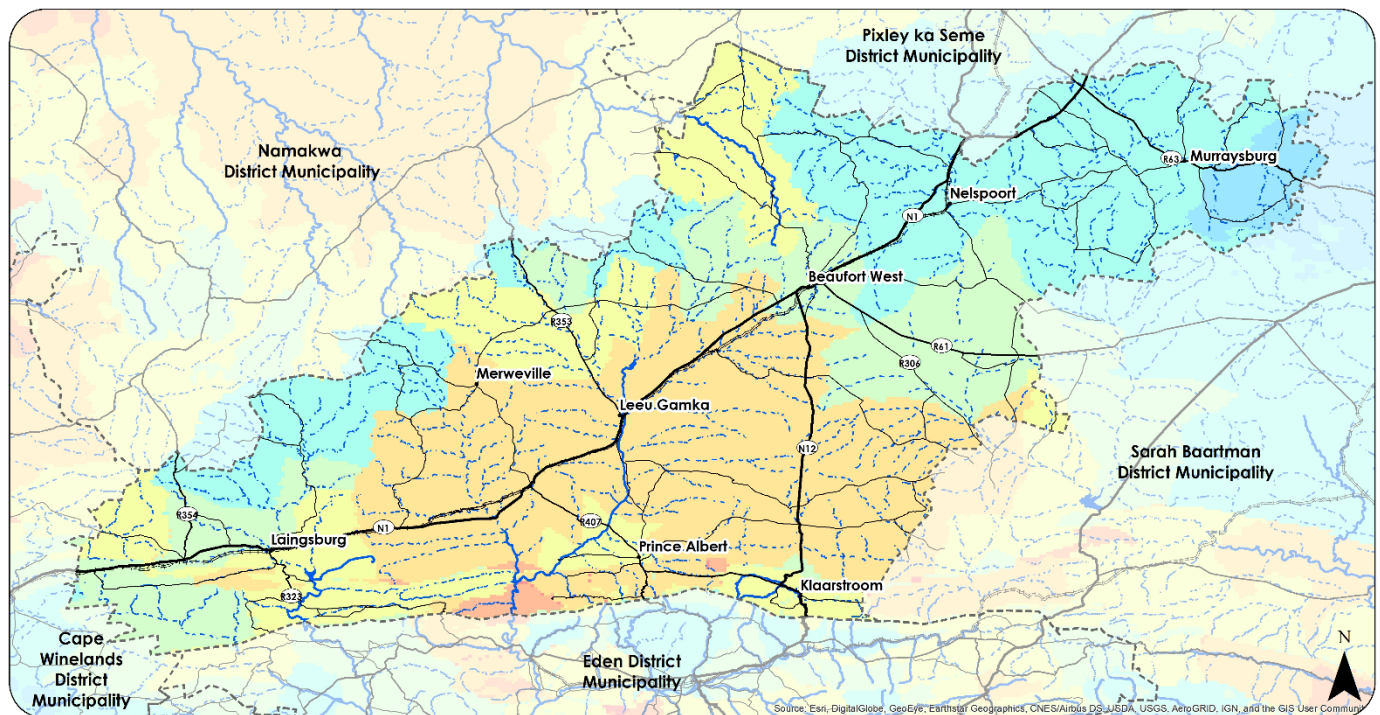 Pixley ka Seme
District Municipality
Namakwa
District Municipality
R63
Murraysburg
Nelspoort
N1
Beaufort West
R353
R61
R306
Merweville
Leeu Gamka
N12
Sarah Baartman
District Municipality
R354
R407
N1
Laingsburg
Prince Albert
Klaarstroom
R323
Cape
Winelands
District
Municipality
Eden District
Municipality
N
Source: Esri, DigitalGlobe, GeoEye, Earthstar Geographics, CNES/Airbus DS, USDA, USGS, AeroGRID, IGN, and the GIS User Community